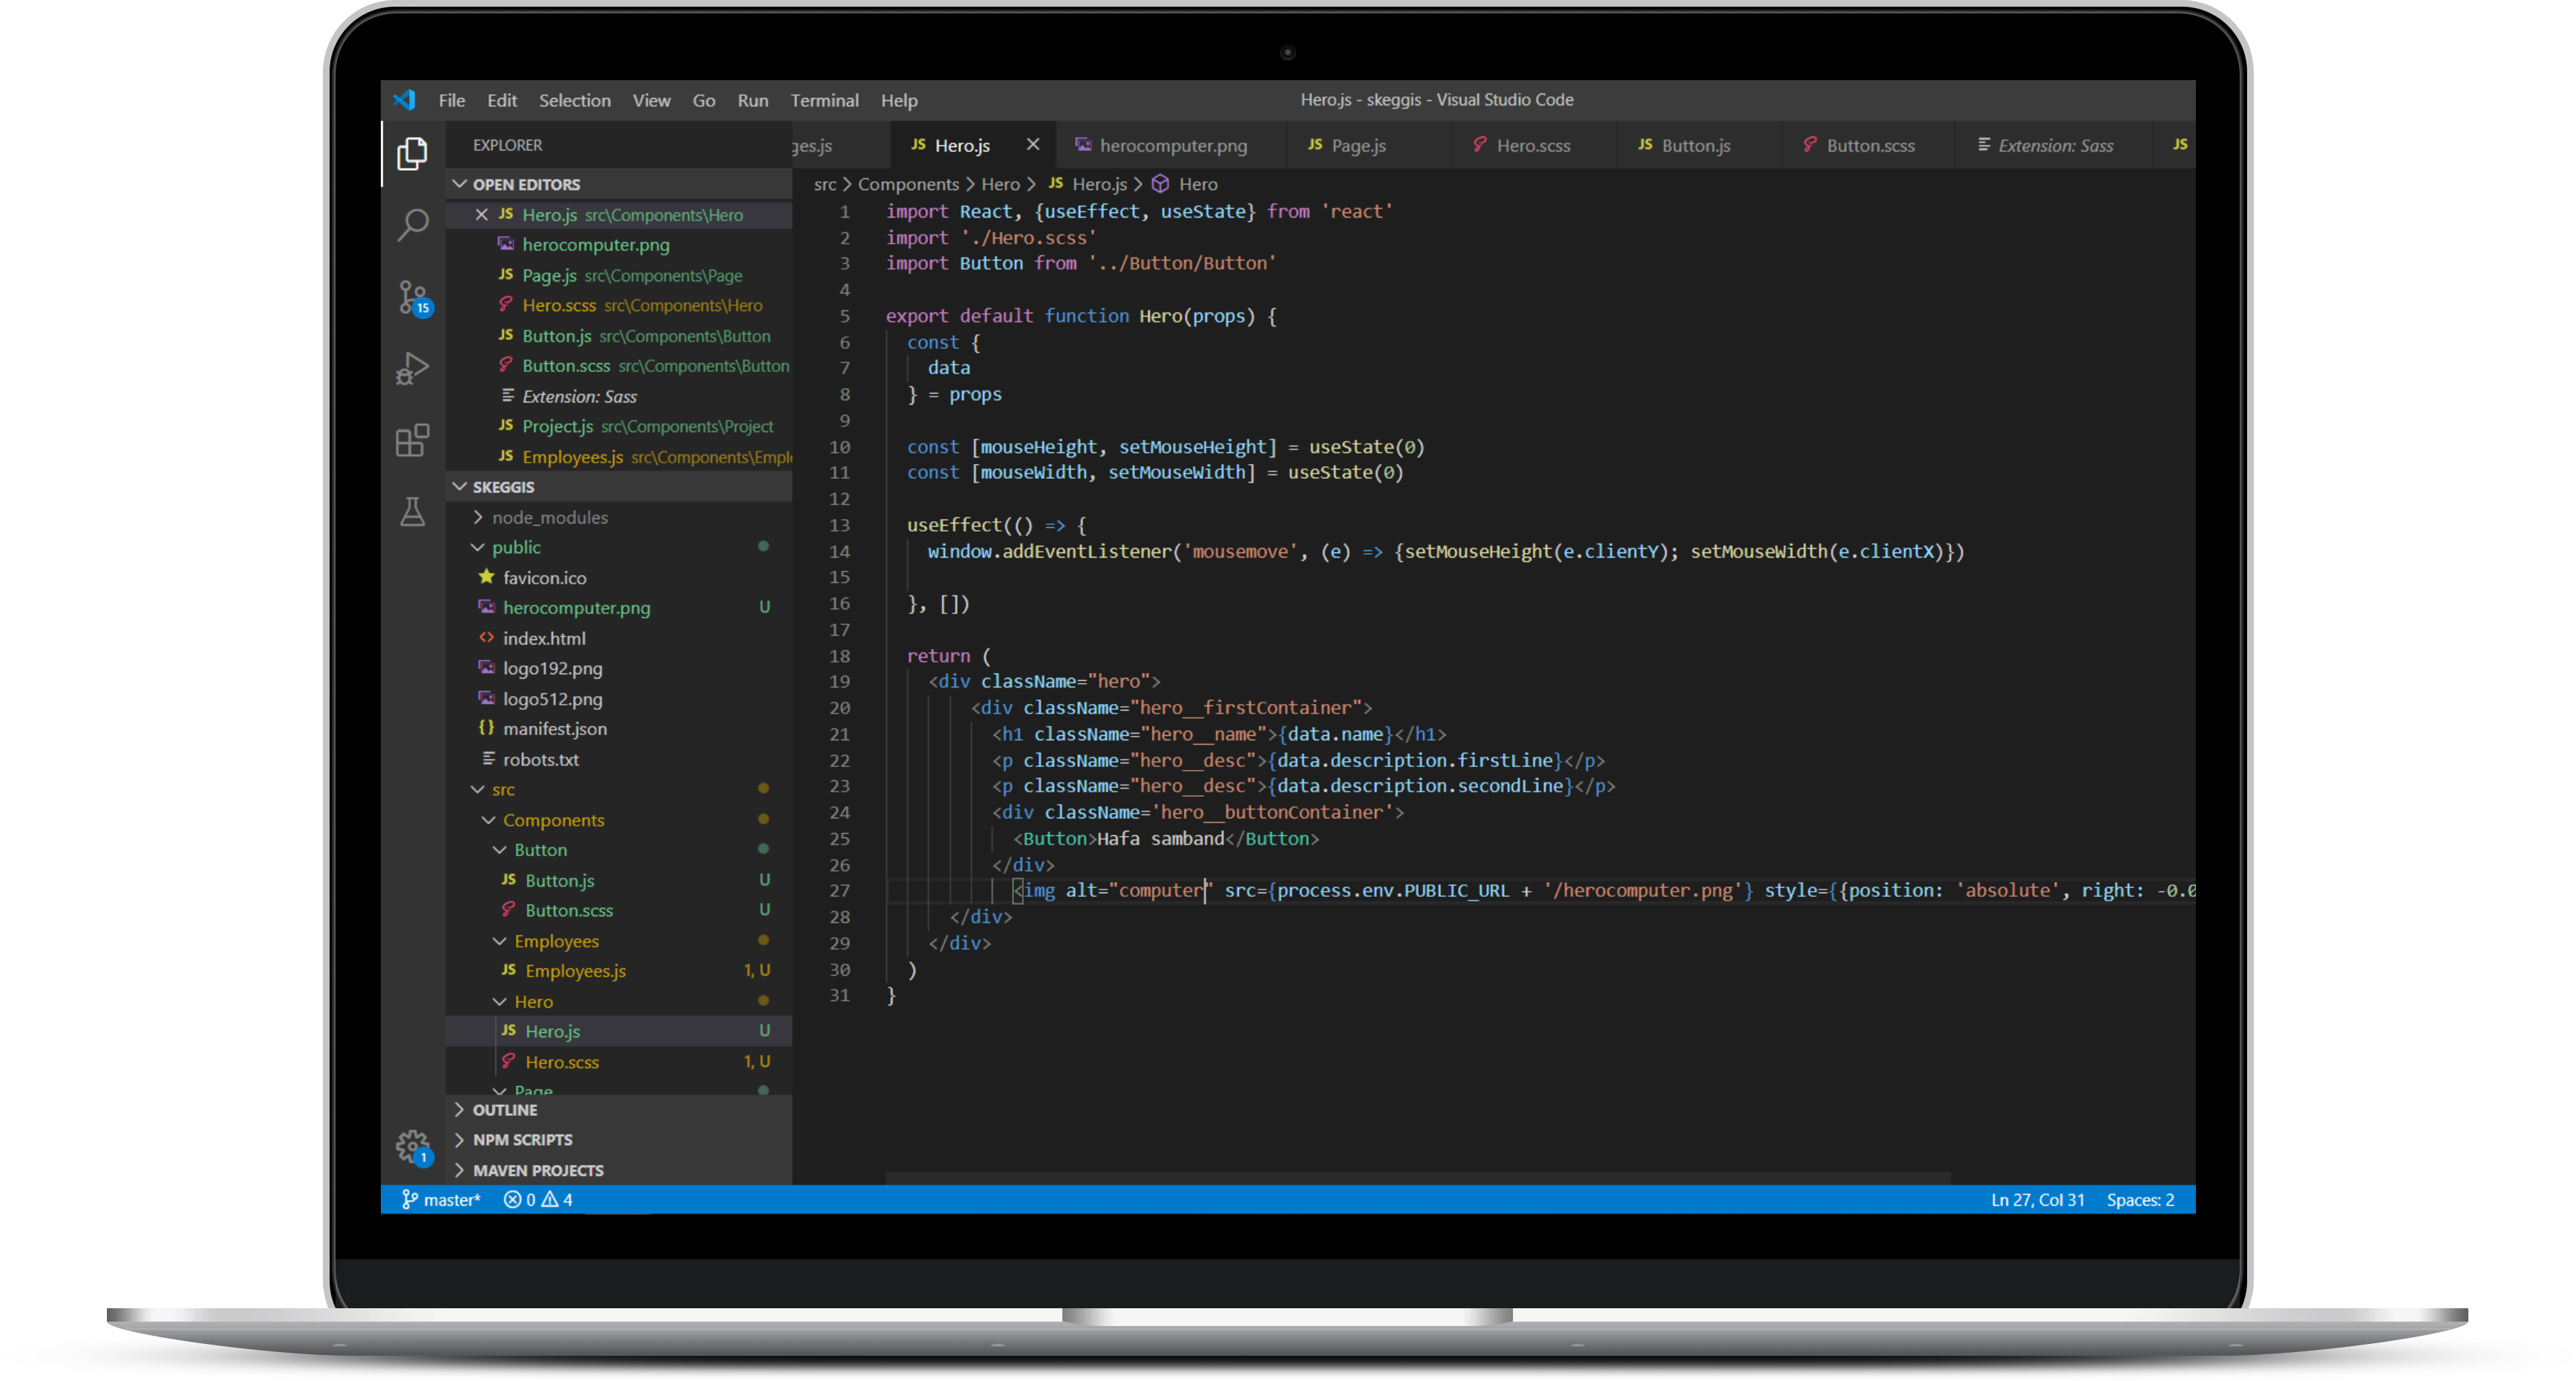 File Edit Selection View Go Run Terminal Help
Hero.js - skeggis - Visual Studio Code
EXPLORER
OPEN EDITORS
Hero.js src\Components\Hero
herocomputer.png
Page.js src\Components\Page
Hero.scss src\Components\Hero
Button.js src\Components\Button
Button.scss src\Components\Button
Extension: Sass
Project.js src\Components\Project
Employees.js src\Components\Empl
SKEGGIS
node_modules
public
favicon.ico
herocomputer.png U
index.html
logo192.png
logo512.png
manifest.json
robots.txt
src
Components
Button
Button.js U
Button.scss U
Employees
Employees.js 1, U
Hero
Hero.js U
Hero.scss 1, U
Page
OUTLINE
NPM SCRIPTS
MAVEN PROJECTS
15
1
ges.js JS Hero.js herocomputer.png JS Page.js Hero.scss JS Button.js Button.scss Extension: Sass JS
src > Components > Hero > JS Hero.js > Hero
1 import React, {useEffect, useState} from 'react'
2 import './Hero.scss'
3 import Button from '../Button/Button'
4
5 export default function Hero(props) {
6 const {
7 data
8 } = props
9
10 const [mouseHeight, setMouseHeight] = useState(0)
11 const [mouseWidth, setMouseWidth] = useState(0)
12
13 useEffect(() => {
14 window.addEventListener('mousemove', (e) => {setMouseHeight(e.clientY); setMouseWidth(e.clientX)})
15
16 }, [])
17
18 return (
19 <div className="hero">
20 <div className="hero__firstContainer">
21 <h1 className="hero__name">{data.name}</h1>
22 <p className="hero__desc">{data.description.firstLine}</p>
23 <p className="hero__desc">{data.description.secondLine}</p>
24 <div className='hero__buttonContainer'>
25 <Button>Hafa samband</Button>
26 </div>
27 <img alt="computer" src={process.env.PUBLIC_URL + '/herocomputer.png'} style={{position: 'absolute', right: -0.0
28 </div>
29 </div>
30 )
31 }
master* 0 4
Ln 27, Col 31 Spaces: 2